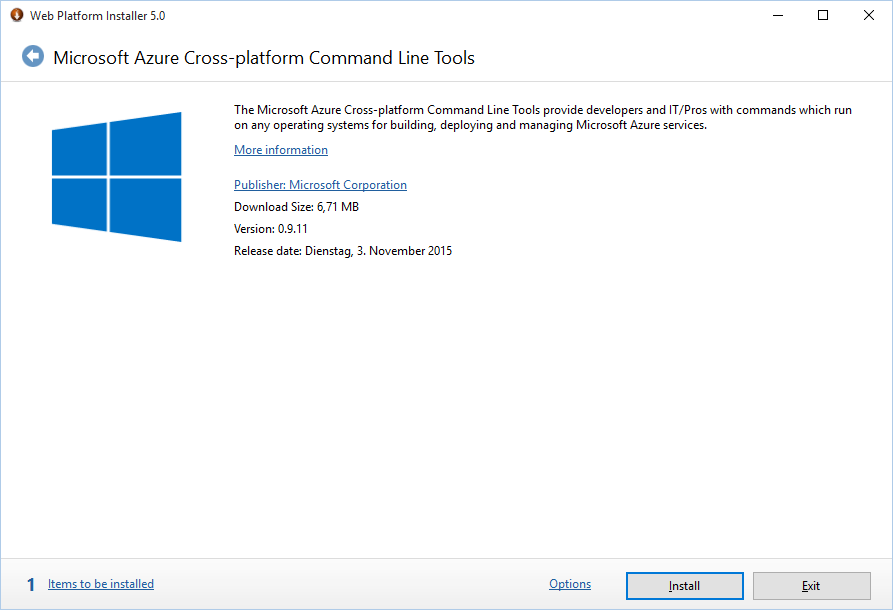 Web Platform Installer 5.0
Microsoft Azure Cross-platform Command Line Tools
The Microsoft Azure Cross-platform Command Line Tools provide developers and IT/Pros with commands which run
on any operating systems for building, deploying and managing Microsoft Azure services.
More information
Publisher: Microsoft Corporation
Download Size: 6,71 MB
Version: 0.9.11
Release date: Dienstag, 3. November 2015
1 Items to be installed
Options
Install
Exit